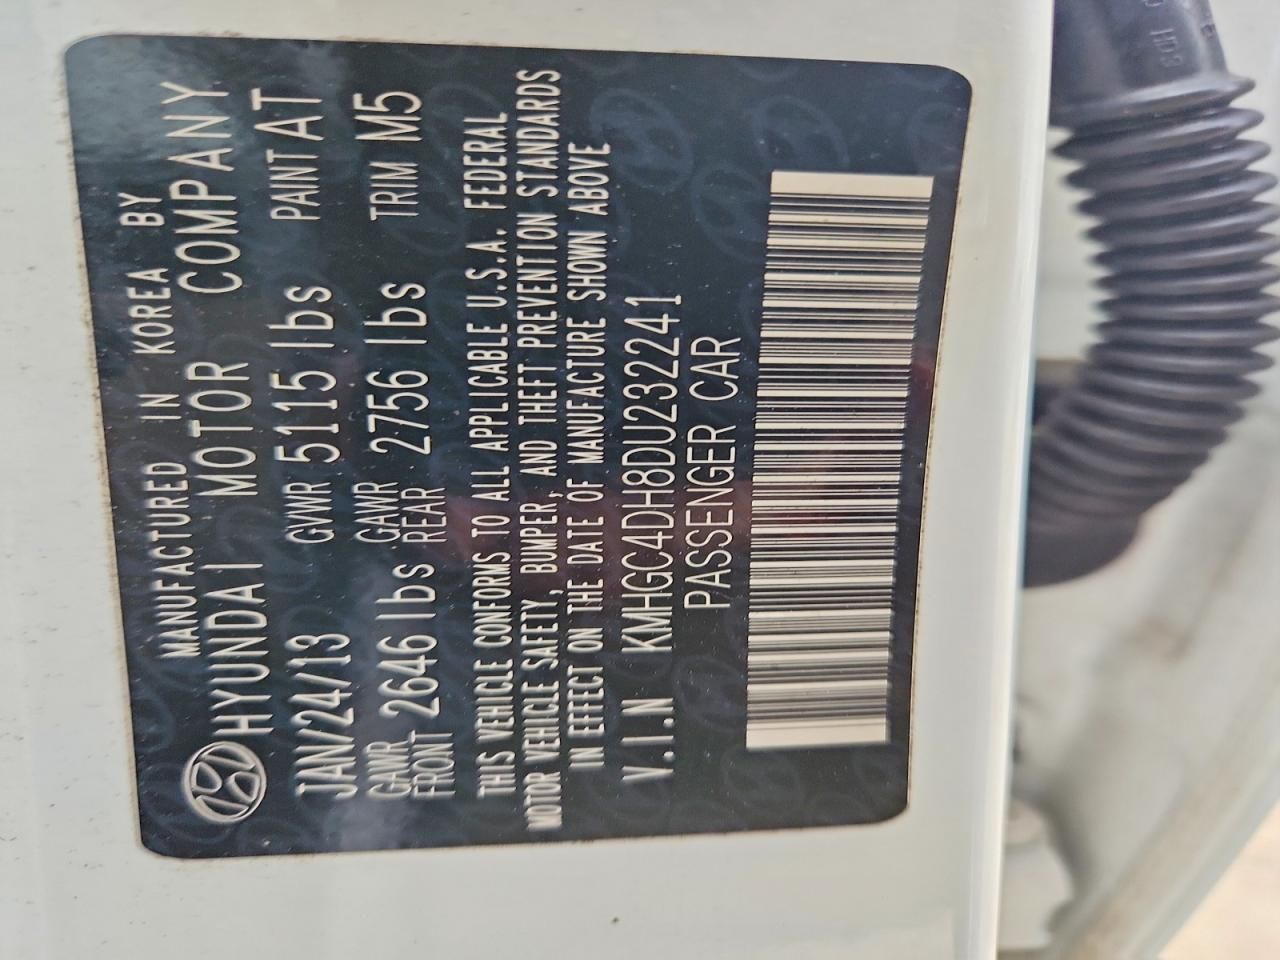 MANUFACTURED IN KOREA BY
HYUNDAI MOTOR COMPANY
JAN/24/13 GVWR 5115 lbs PAINT AT
GAWR FRONT 2646 lbs GAWR REAR 2756 lbs TRIM M5
THIS VEHICLE CONFORMS TO ALL APPLICABLE U.S.A. FEDERAL
MOTOR VEHICLE SAFETY, BUMPER, AND THEFT PREVENTION STANDARDS
IN EFFECT ON THE DATE OF MANUFACTURE SHOWN ABOVE
V.I.N KMHGC4DH8DU232241
PASSENGER CAR
HD3